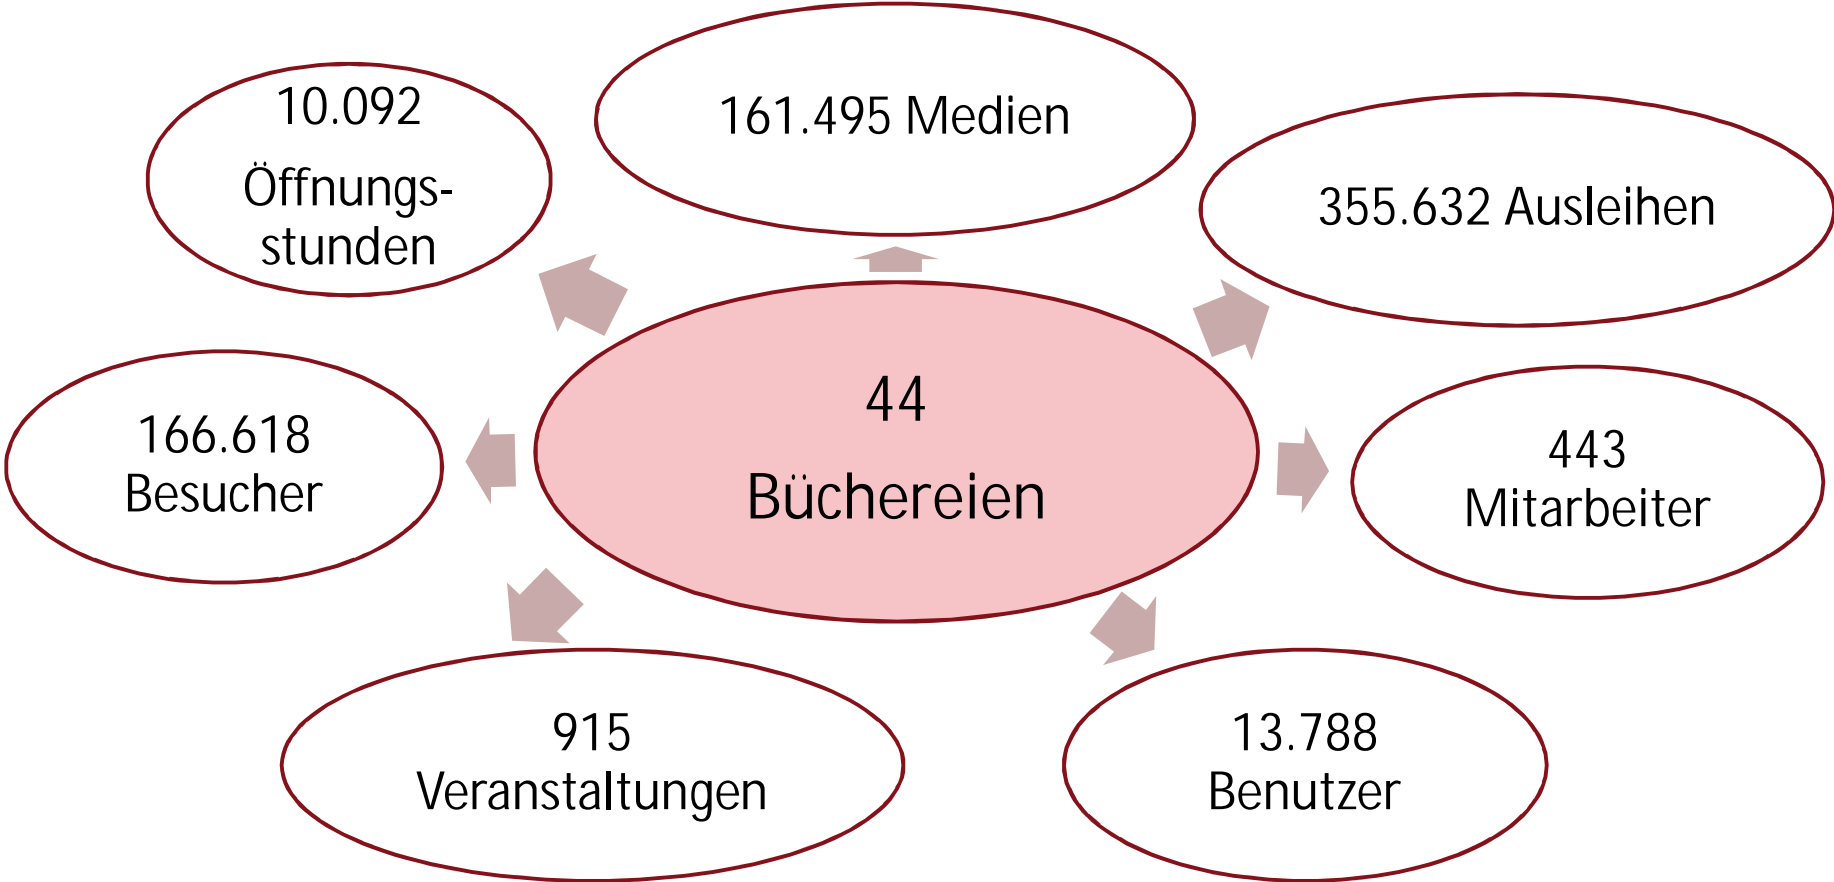 161.495 Medien
10.092
Öffnungs-
stunden
355.632 Ausleihen
44
Büchereien
166.618
Besucher
443
Mitarbeiter
915
Veranstaltungen
13.788
Benutzer